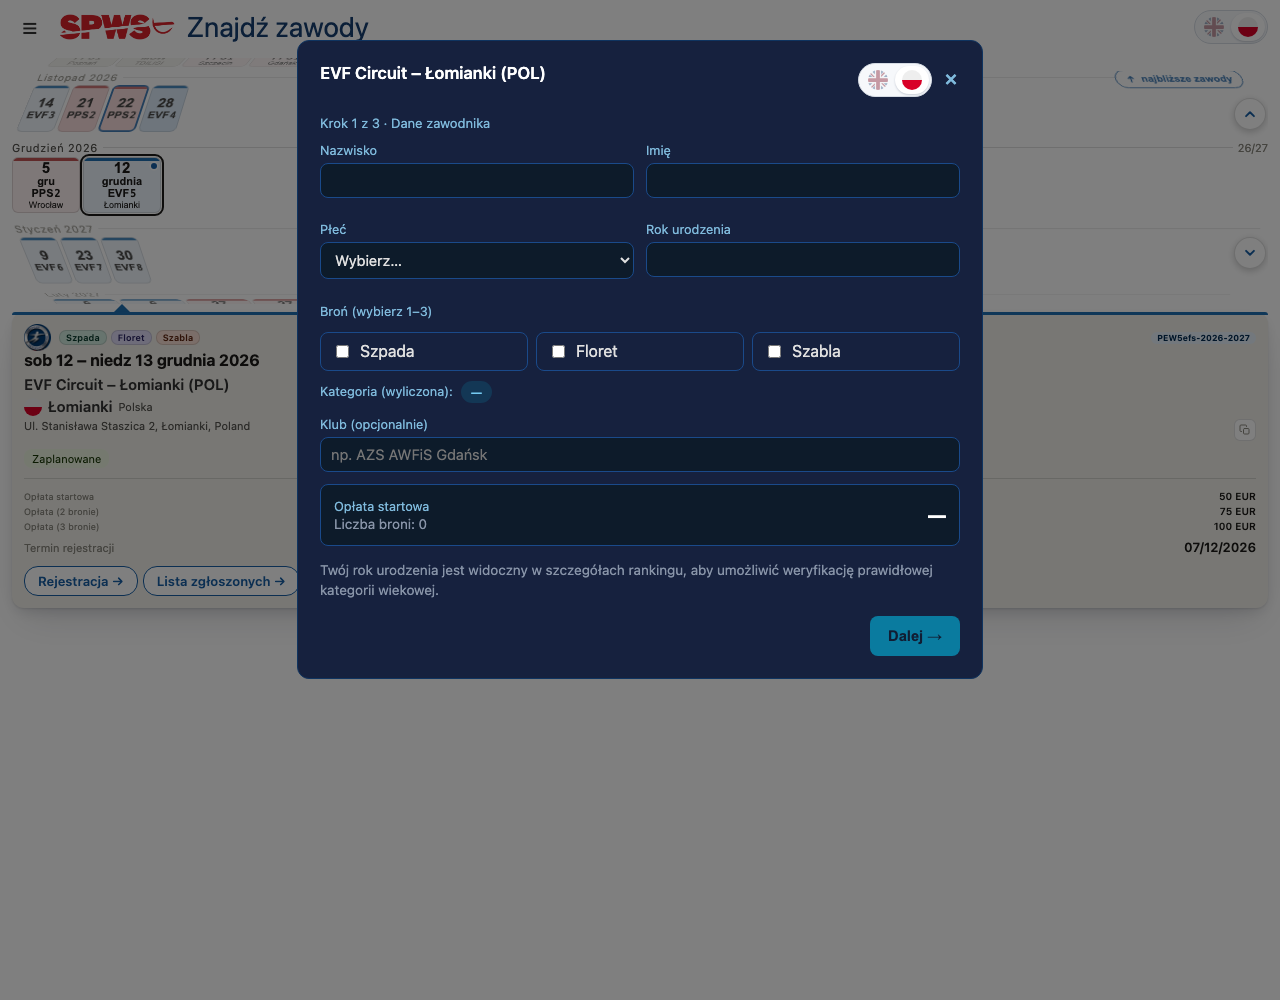 SPWS Znajdź zawody
Listopad 2026
↑ najbliższe zawody
14 EVF3
21 PPS2
22 PPS2
28 EVF4
Grudzień 2026
26/27
5 gru PPS2 Wrocław
12 grudnia EVF5 Łomianki
Styczeń 2027
9 EVF6
23 EVF7
30 EVF8
Szpada Floret Szabla
PEW5efs-2026-2027
sob 12 – niedz 13 grudnia 2026
EVF Circuit – Łomianki (POL)
Łomianki Polska
Ul. Stanisława Staszica 2, Łomianki, Poland
Zaplanowane
Opłata startowa 50 EUR
Opłata (2 bronie) 75 EUR
Opłata (3 bronie) 100 EUR
Termin rejestracji 07/12/2026
Rejestracja → Lista zgłoszonych →
EVF Circuit – Łomianki (POL)
×
Krok 1 z 3 · Dane zawodnika
Nazwisko Imię
Płeć Rok urodzenia
Wybierz...
Broń (wybierz 1–3)
Szpada Floret Szabla
Kategoria (wyliczona): —
Klub (opcjonalnie)
np. AZS AWFiS Gdańsk
Opłata startowa
Liczba broni: 0
—
Twój rok urodzenia jest widoczny w szczegółach rankingu, aby umożliwić weryfikację prawidłowej
kategorii wiekowej.
Dalej →